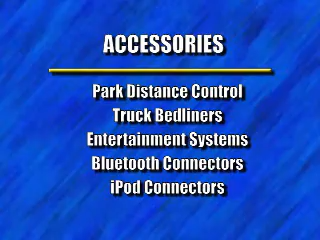 ACCESSORIES
Park Distance Control
Truck Bedliners
Entertainment Systems
Bluetooth Connectors
iPod Connectors